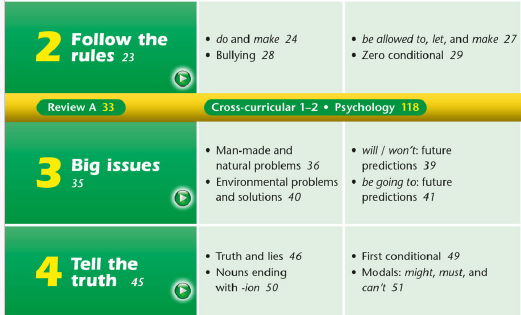 2 Follow the
rules 23
• do and make 24
• Bullying 28
• be allowed to, let, and make 27
• Zero conditional 29
Review A 33
Cross-curricular 1–2 • Psychology 118
3 Big issues
35
• Man-made and
natural problems 36
• Environmental problems
and solutions 40
• will / won't: future
predictions 39
• be going to: future
predictions 41
4 Tell the
truth 45
• Truth and lies 46
• Nouns ending
with -ion 50
• First conditional 49
• Modals: might, must, and
can't 51